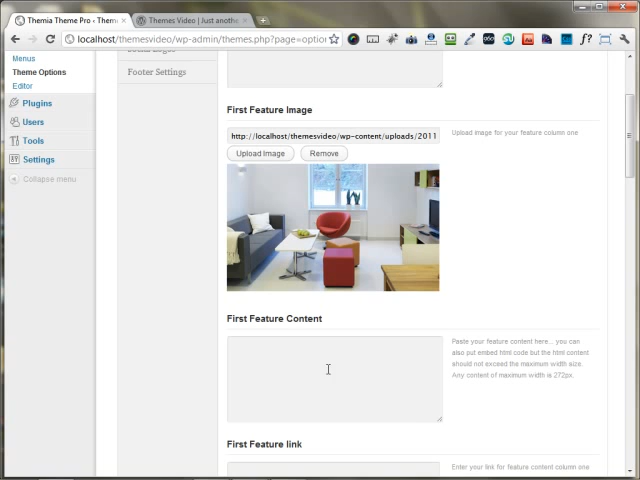 Thernia Theme Pro ‹ Them
Themes Video | Just anoth
localhost/themesvideo/wp-admin/themes.php?page=option
Menus
Theme Options
Editor
Plugins
Users
Tools
Settings
Collapse menu
Footer Settings
First Feature Image
http://localhost/themesvideo/wp-content/uploads/2011
Upload image for your feature column one
Upload Image
Remove
First Feature Content
Paste your feature content here... you can
also put embed html code but the html content
should not exceed the maximum width size.
Any content of maximum width is 272px.
First Feature link
Enter your link for feature content column one